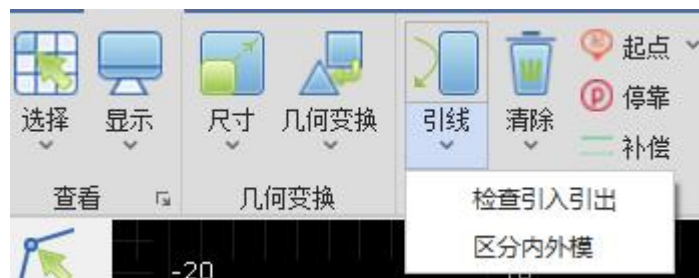 选择
显示
查看
尺寸
几何变换
几何变换
引线
清除
起点
停靠
补偿
检查引入引出
区分内外模
-20